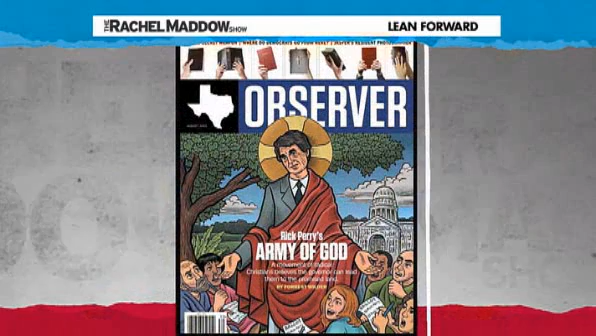 THE RACHEL MADDOW SHOW
LEAN FORWARD
OBSERVER
Rick Perry's
ARMY OF GOD
A movement of radical
Christians believes the governor can lead
them to the promised land.
BY FORREST WILDER